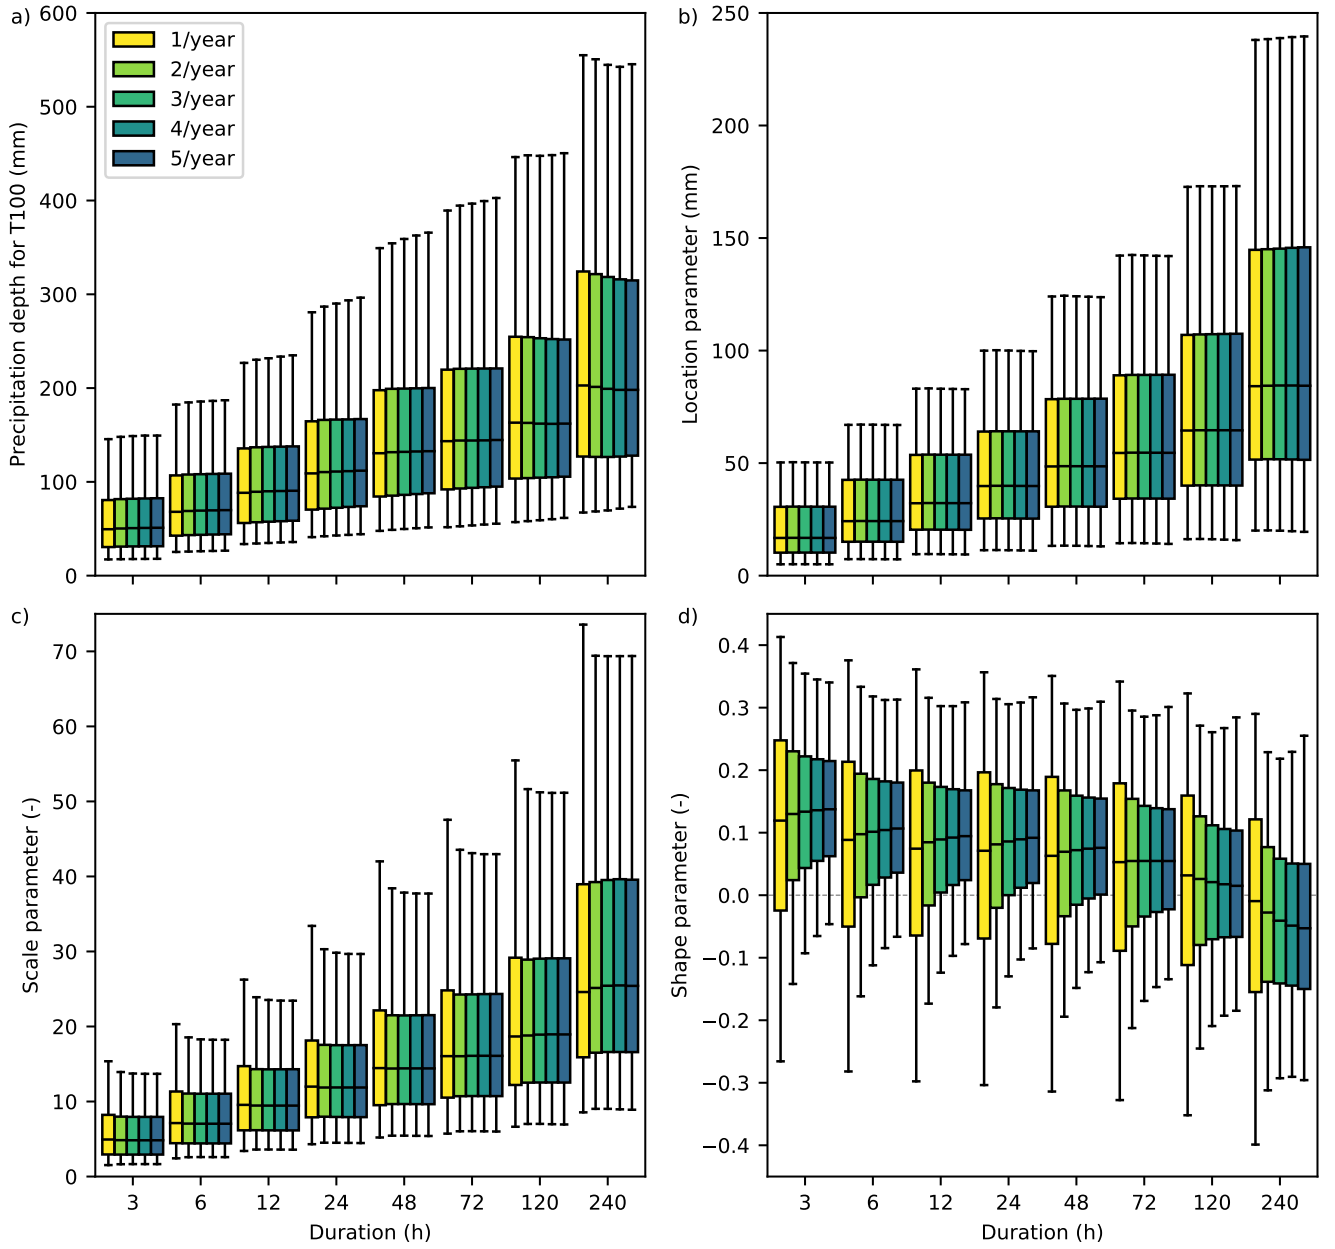 a)
Precipitation depth for T100 (mm)
600
500
400
300
200
100
0
1/year
2/year
3/year
4/year
5/year
b)
Location parameter (mm)
250
200
150
100
50
0
c)
Scale parameter (-)
70
60
50
40
30
20
10
0
3 6 12 24 48 72 120 240
Duration (h)
d)
Shape parameter (-)
0.4
0.3
0.2
0.1
0.0
−0.1
−0.2
−0.3
−0.4
3 6 12 24 48 72 120 240
Duration (h)